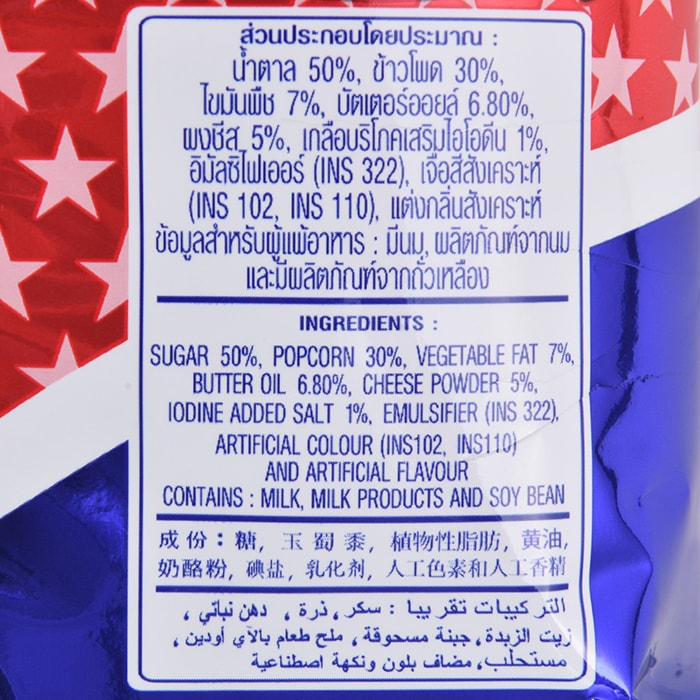 ส่วนประกอบโดยประมาณ :
น้ำตาล 50%, ข้าวโพด 30%,
ไขมันพืช 7%, บัตเตอร์ออยล์ 6.80%,
ผงชีส 5%, เกลือบริโภคเสริมไอโอดีน 1%,
อิมัลซิไฟเออร์ (INS 322), เจือสีสังเคราะห์
(INS 102, INS 110), แต่งกลิ่นสังเคราะห์
ข้อมูลสำหรับผู้แพ้อาหาร : มีนม, ผลิตภัณฑ์จากนม
และมีผลิตภัณฑ์จากถั่วเหลือง
INGREDIENTS :
SUGAR 50%, POPCORN 30%, VEGETABLE FAT 7%,
BUTTER OIL 6.80%, CHEESE POWDER 5%,
IODINE ADDED SALT 1%, EMULSIFIER (INS 322),
ARTIFICIAL COLOUR (INS102, INS110)
AND ARTIFICIAL FLAVOUR
CONTAINS : MILK, MILK PRODUCTS AND SOY BEAN
成份：糖, 玉蜀黍, 植物性脂肪, 黄油,
奶酪粉, 碘盐, 乳化剂, 人工色素和人工香精
التركيبات تقريبا : سكر، ذرة ، دهن نباتي ،
زيت الزبدة، جبنة مسحوقة ، ملح طعام بالآي أودين،
مستحلب، مضاف بلون ونكهة اصطناعية